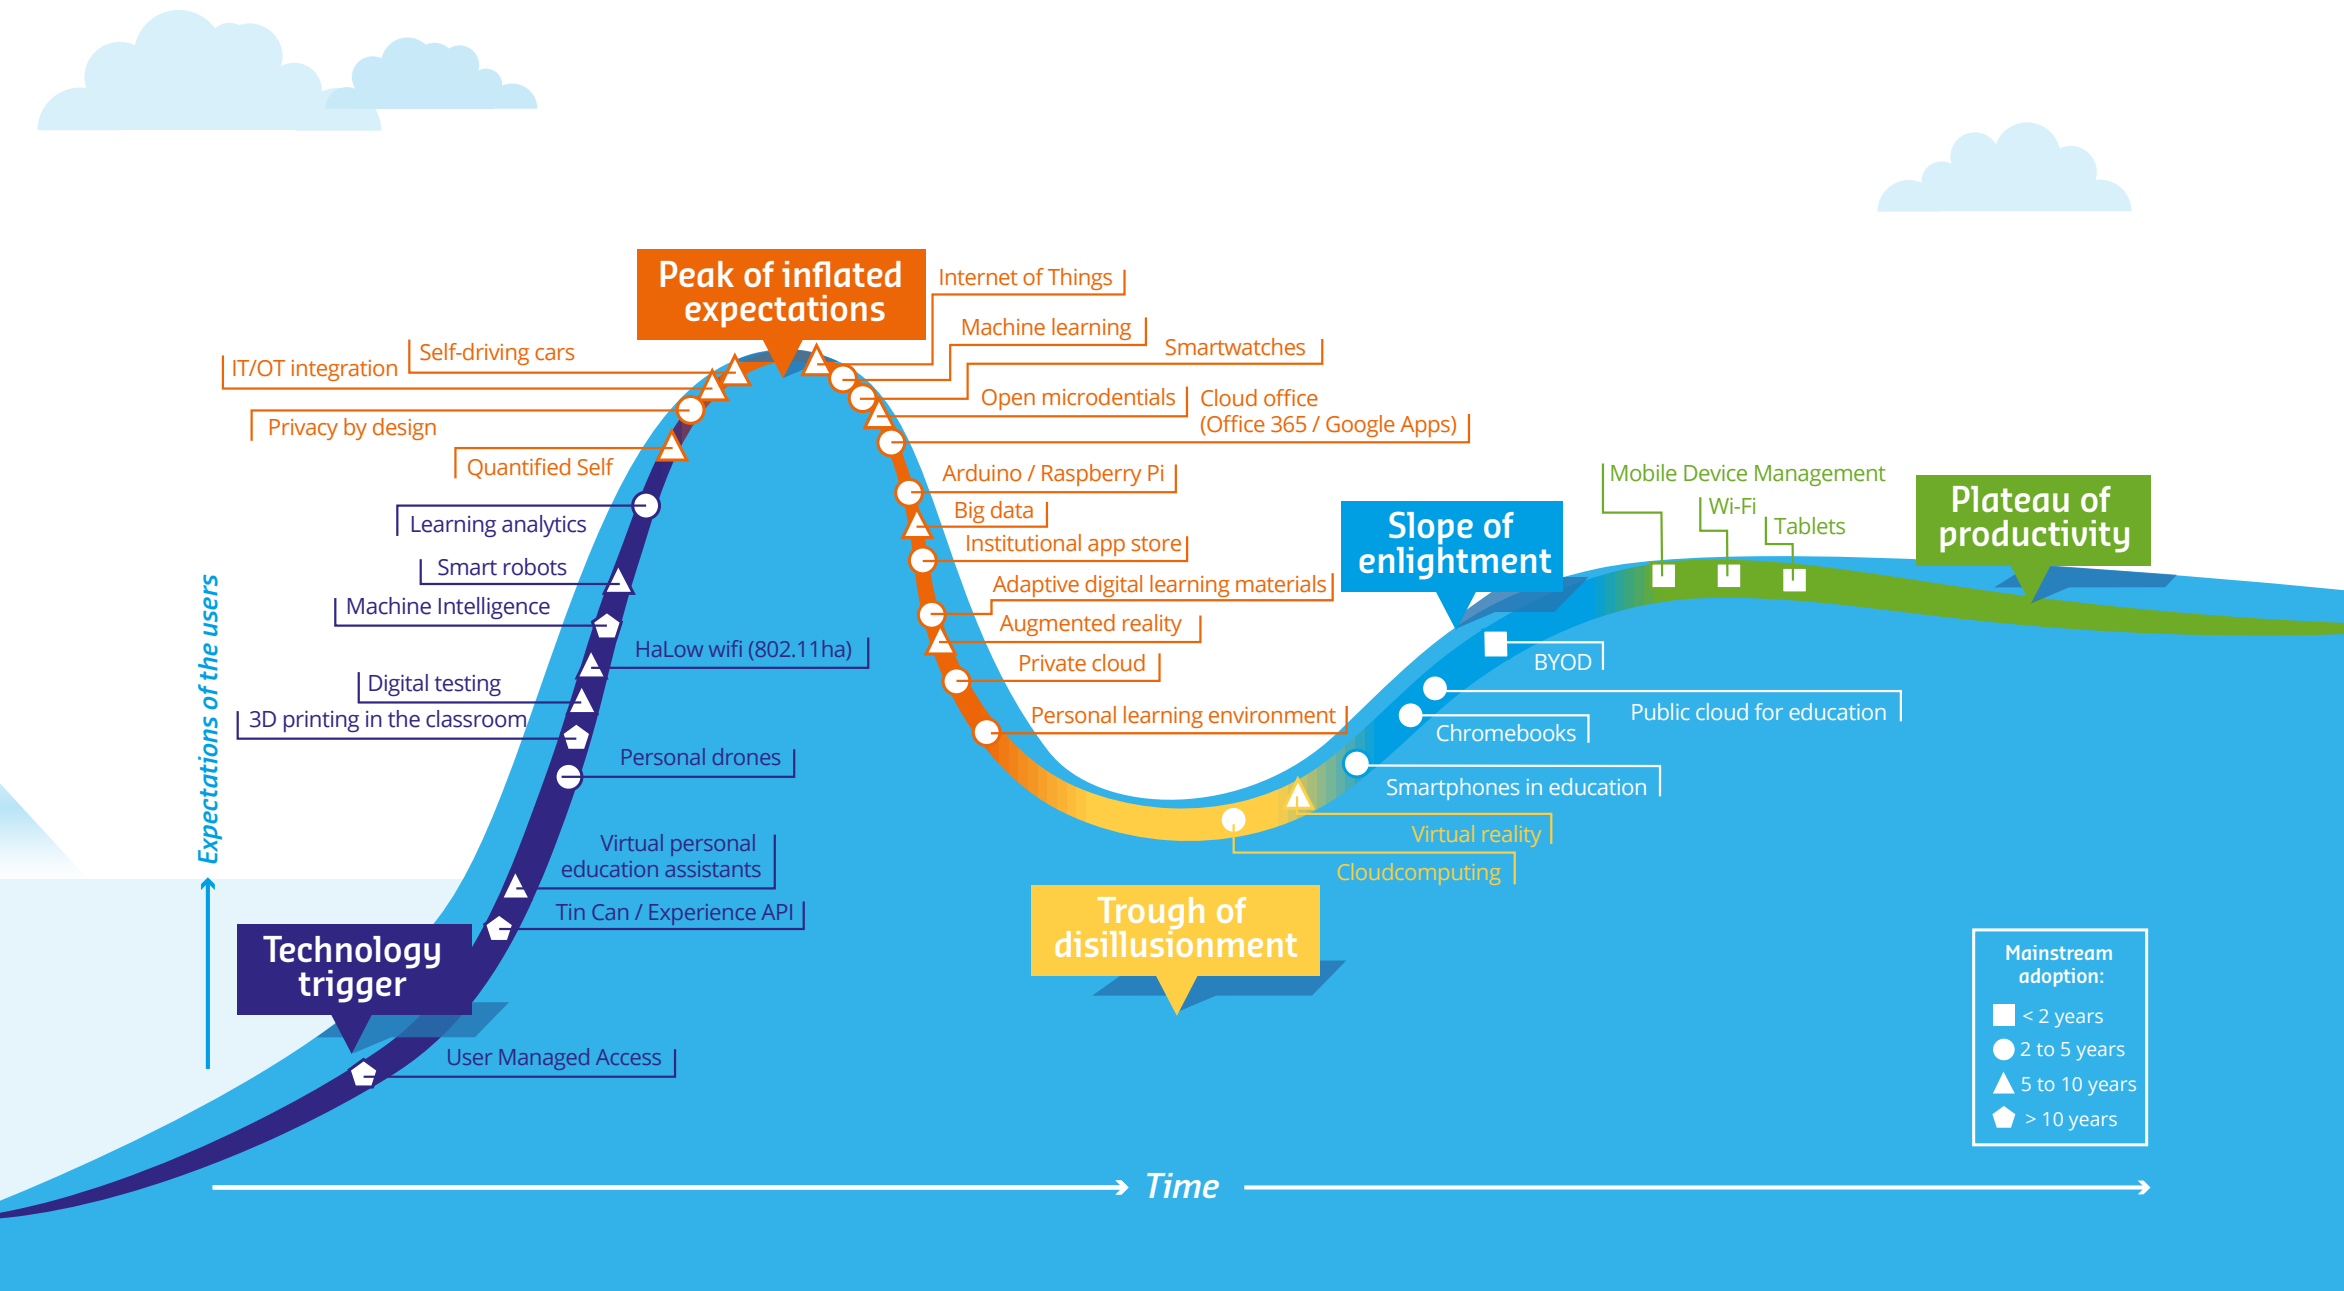 Peak of inflated
expectations
Internet of Things
Machine learning
Smartwatches
Self-driving cars
IT/OT integration
Open microdentials
Cloud office
(Office 365 / Google Apps)
Privacy by design
Quantified Self
Arduino / Raspberry Pi
Big data
Institutional app store
Adaptive digital learning materials
Augmented reality
Private cloud
Personal learning environment
Learning analytics
Smart robots
Machine Intelligence
HaLow wifi (802.11ha)
Digital testing
3D printing in the classroom
Personal drones
Virtual personal
education assistants
Tin Can / Experience API
Technology
trigger
User Managed Access
Expectations of the users
Mobile Device Management
Wi-Fi
Tablets
Plateau of
productivity
Slope of
enlightment
BYOD
Public cloud for education
Chromebooks
Smartphones in education
Virtual reality
Cloudcomputing
Trough of
disillusionment
Mainstream
adoption:
< 2 years
2 to 5 years
5 to 10 years
> 10 years
Time